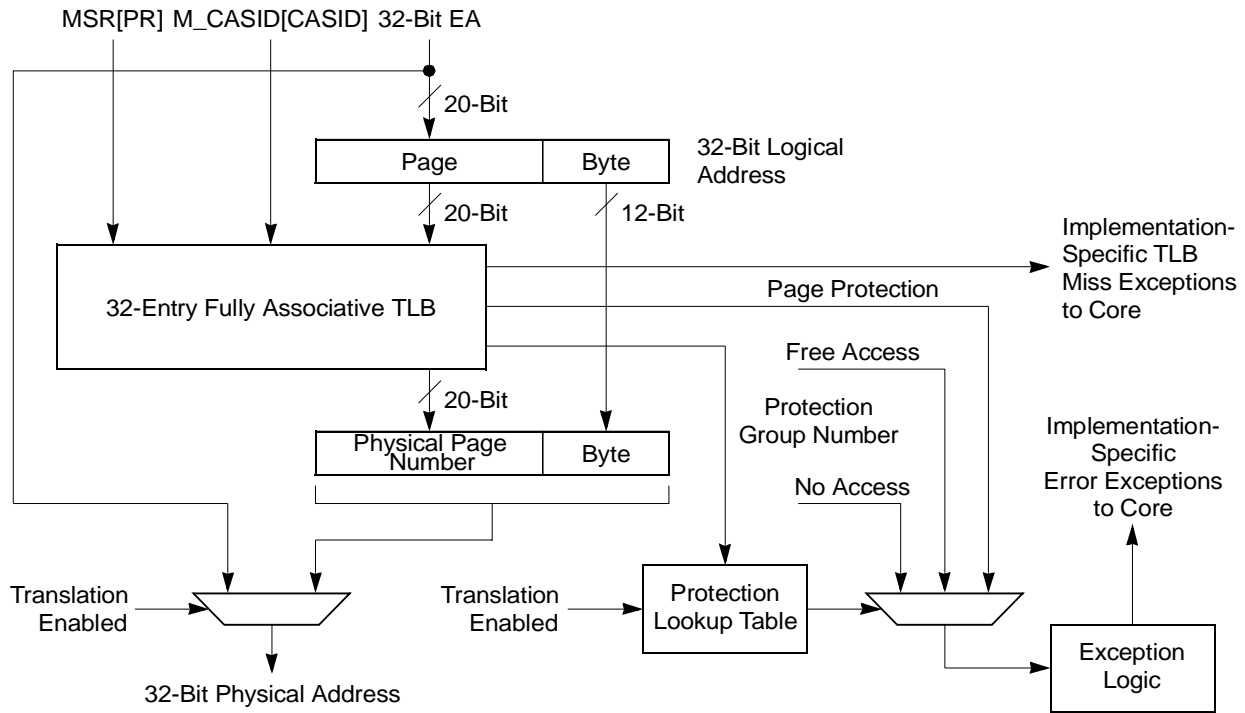 MSR[PR] M_CASID[CASID] 32-Bit EA
20-Bit
Page
Byte
32-Bit Logical
Address
20-Bit
12-Bit
32-Entry Fully Associative TLB
Implementation-
Specific TLB
Miss Exceptions
to Core
Page Protection
Free Access
20-Bit
Protection
Group Number
Physical Page
Number
Byte
No Access
Implementation-
Specific
Error Exceptions
to Core
Translation
Enabled
Translation
Enabled
Protection
Lookup Table
Exception
Logic
32-Bit Physical Address